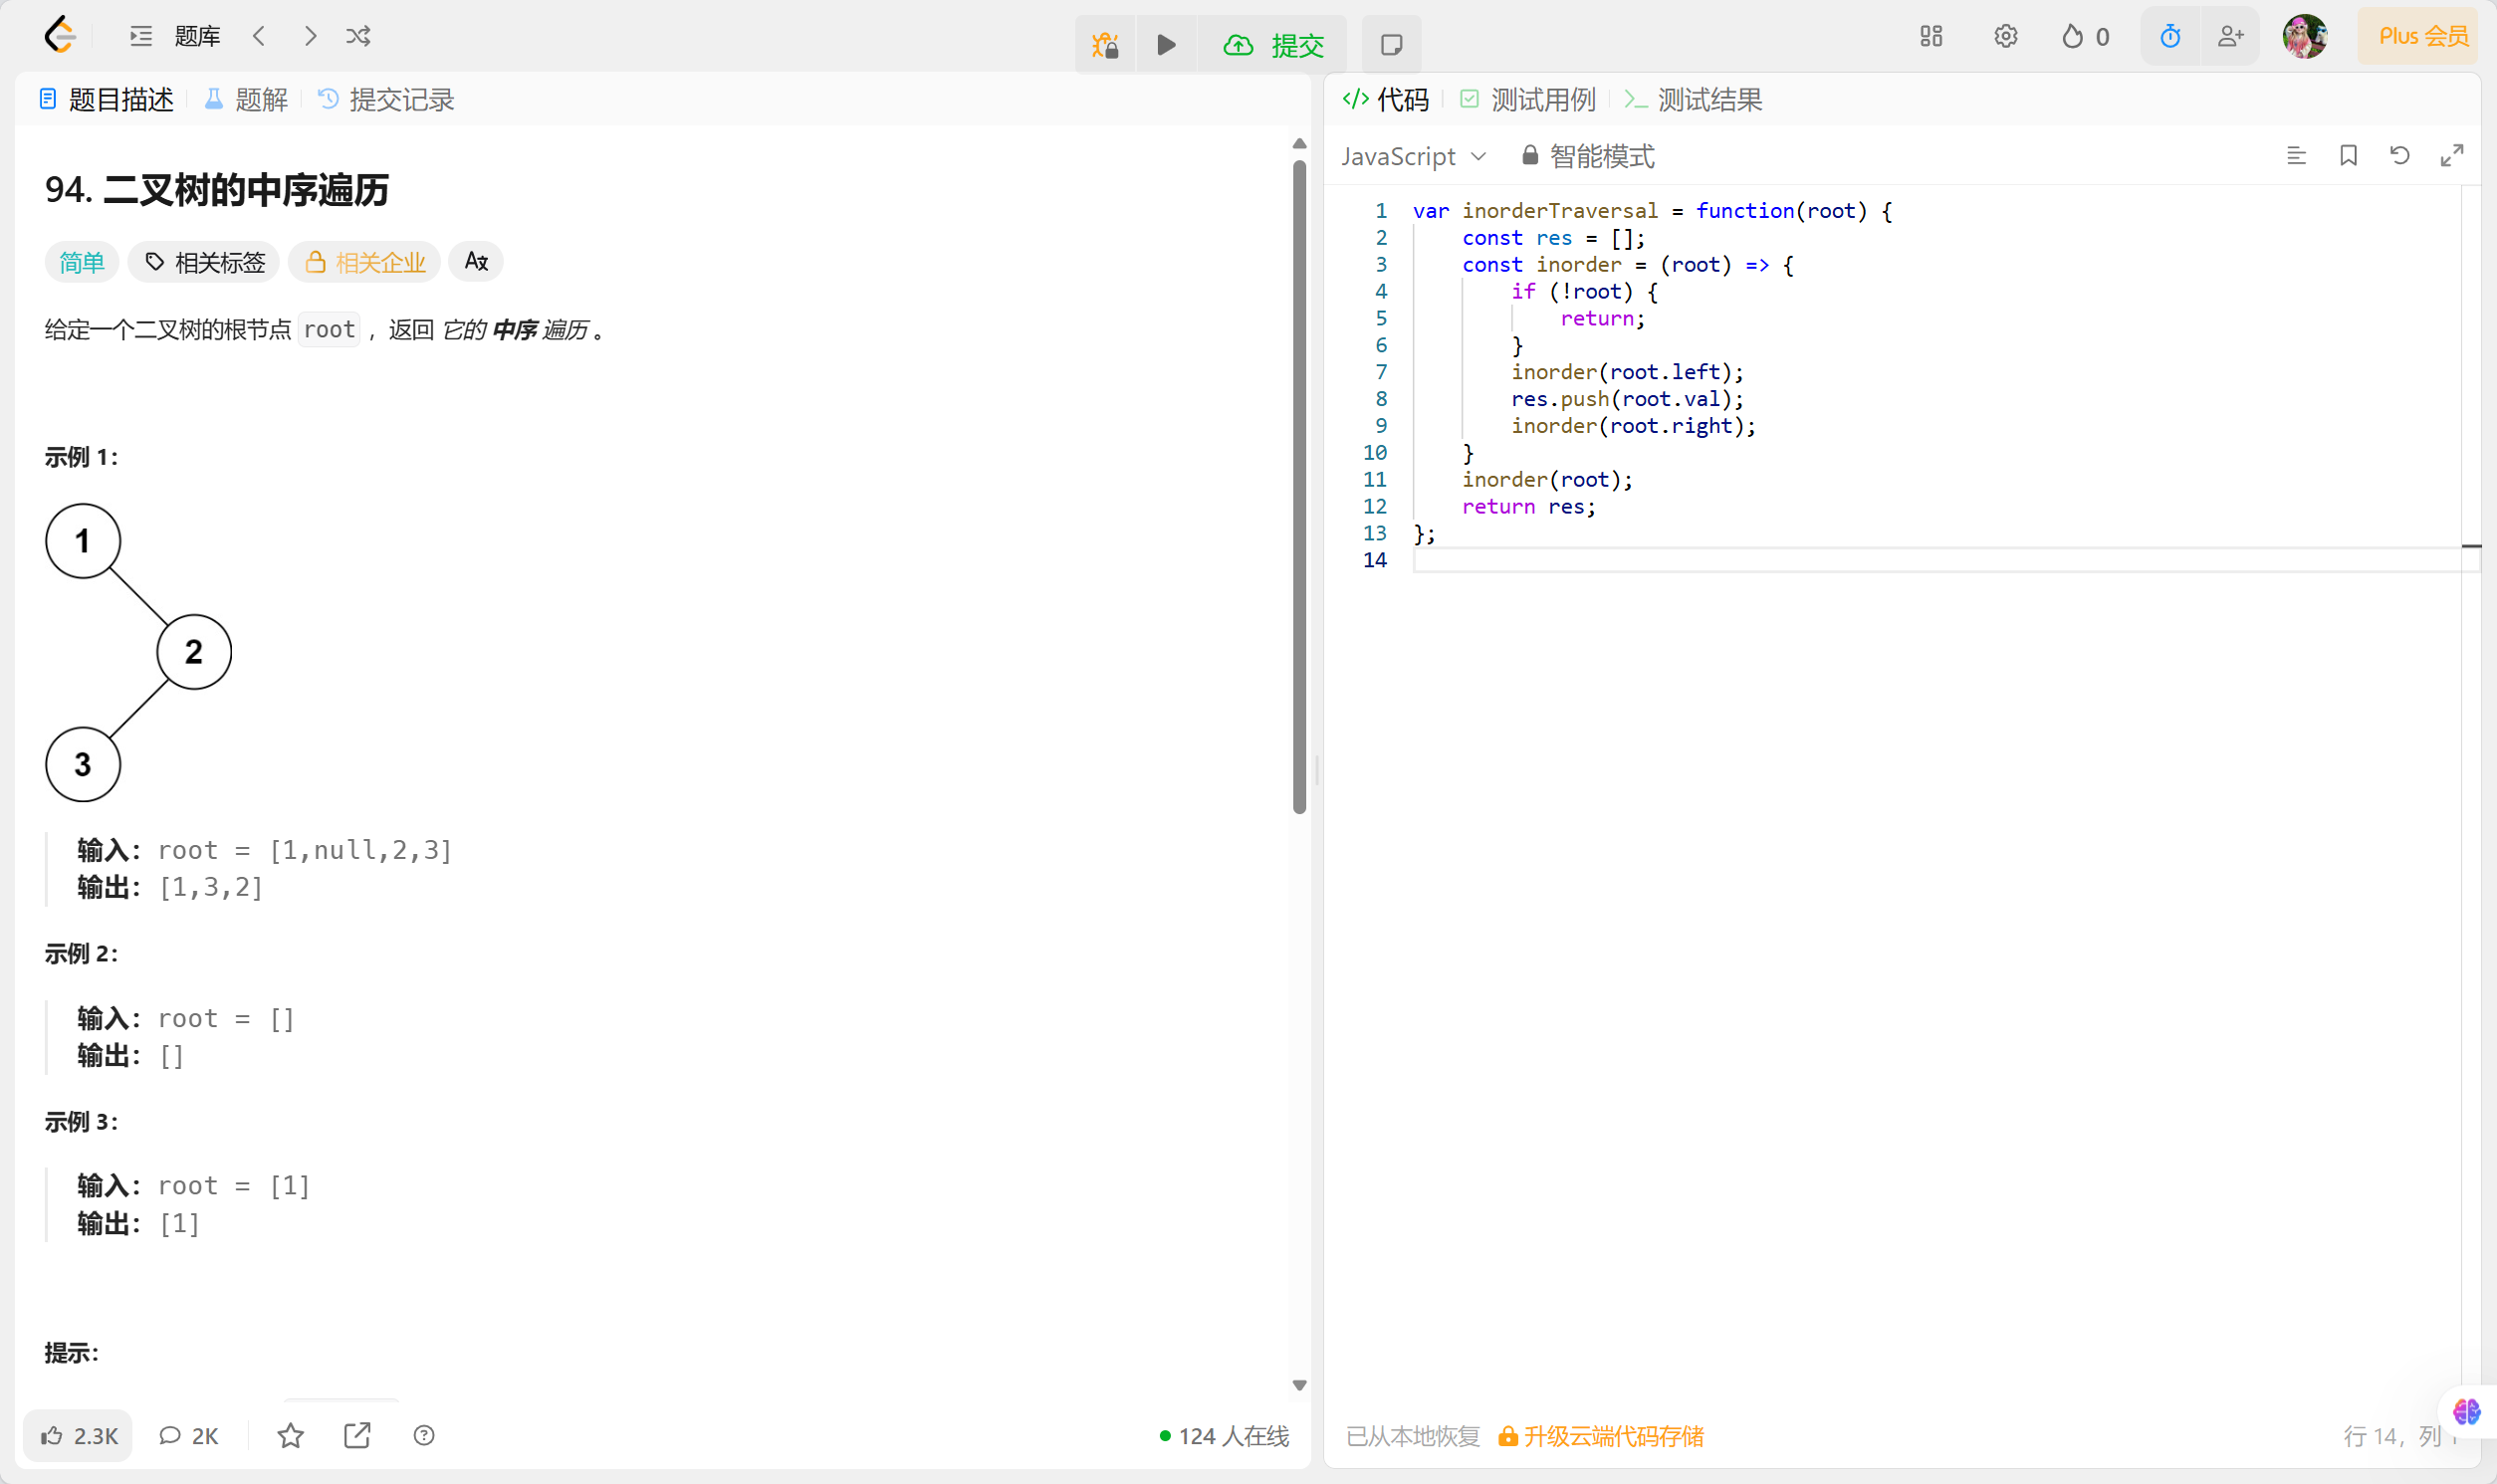 题库
提交
0
Plus 会员
题目描述
题解
提交记录
94. 二叉树的中序遍历
简单
相关标签
相关企业
给定一个二叉树的根节点 root ，返回 它的 中序 遍历 。
示例 1：
1
2
3
输入：root = [1,null,2,3]
输出：[1,3,2]
示例 2：
输入：root = []
输出：[]
示例 3：
输入：root = [1]
输出：[1]
提示：
2.3K
2K
124 人在线
代码
测试用例
测试结果
JavaScript
智能模式
1 var inorderTraversal = function(root) {
2     const res = [];
3     const inorder = (root) => {
4         if (!root) {
5             return;
6         }
7         inorder(root.left);
8         res.push(root.val);
9         inorder(root.right);
10     }
11     inorder(root);
12     return res;
13 };
14
已从本地恢复
升级云端代码存储
行 14，列